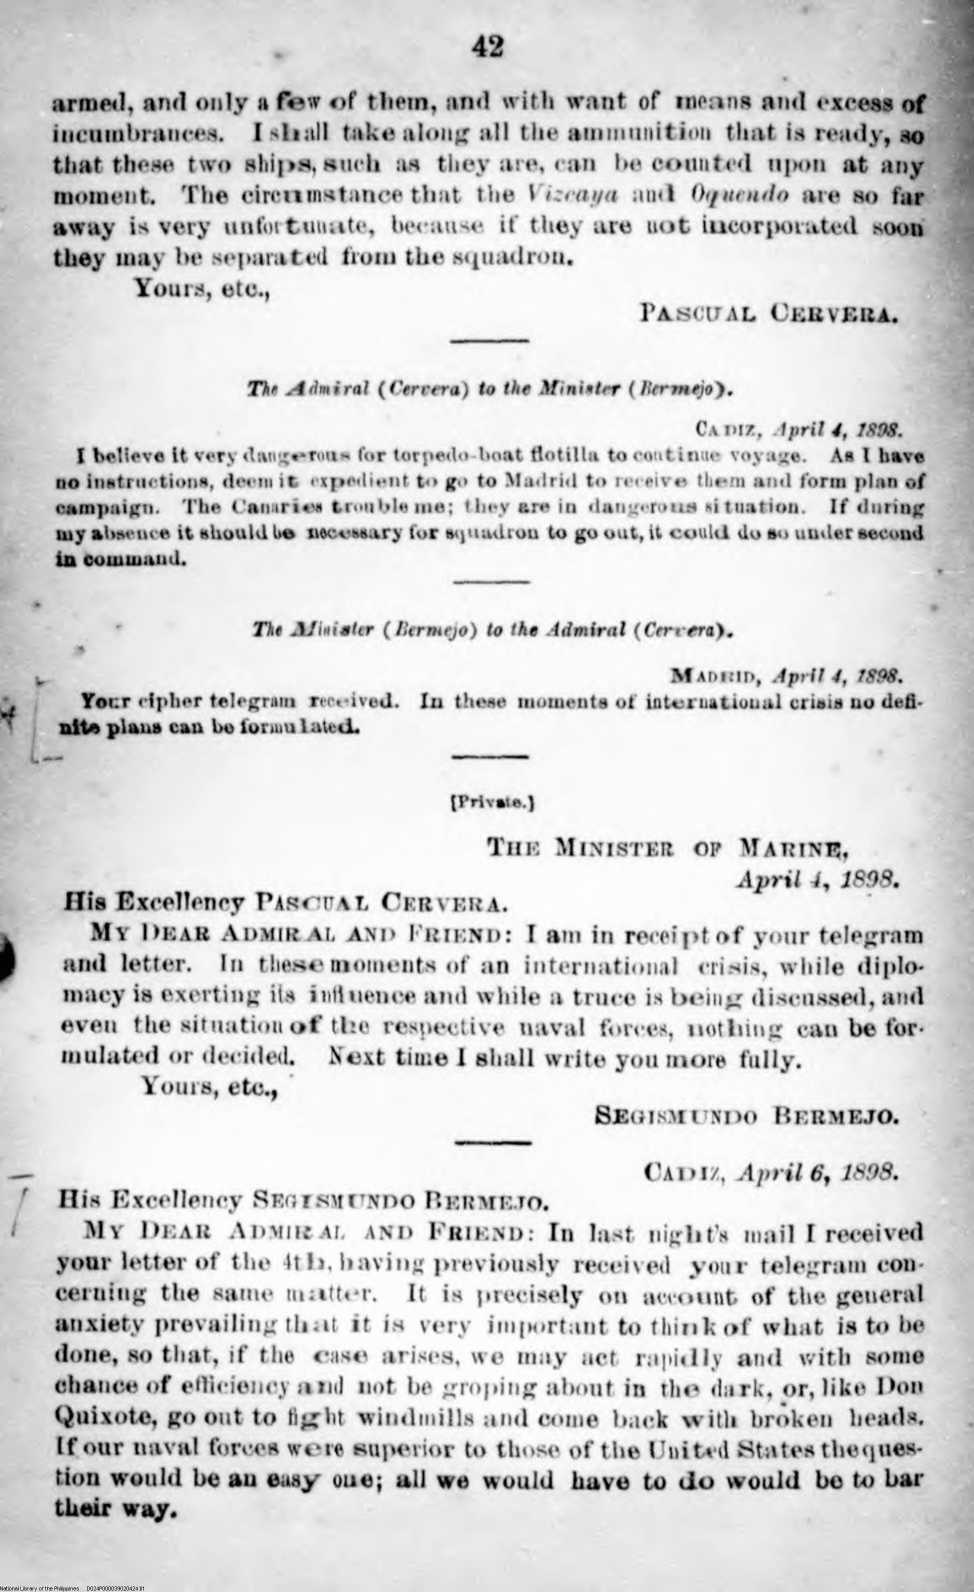 42
armed, and only a few of them, and with want of means and excess of
incumbrances. I shall take along all the ammunition that is ready, so
that these two ships, such as they are, can be counted upon at any
moment. The circumstance that the Vizcaya and Oquendo are so far
away is very unfortunate, because if they are not incorporated soon
they may be separated from the squadron.
Yours, etc.,
PASCUAL CERVERA.
The Admiral (Cervera) to the Minister (Bermejo).
CADIZ, April 4, 1898.
I believe it very dangerous for torpedo-boat flotilla to continue voyage. As I have
no instructions, deem it expedient to go to Madrid to receive them and form plan of
campaign. The Canaries trouble me; they are in dangerous situation. If during
my absence it should be necessary for squadron to go out, it could do so under second
in command.
The Minister (Bermejo) to the Admiral (Cervera).
MADRID, April 4, 1898.
Your cipher telegram received. In these moments of international crisis no defi-
nite plans can be formulated.
[Private.]
THE MINISTER OF MARINE,
April 4, 1898.
His Excellency PASCUAL CERVERA.
MY DEAR ADMIRAL AND FRIEND: I am in receipt of your telegram
and letter. In these moments of an international crisis, while diplo-
macy is exerting its influence and while a truce is being discussed, and
even the situation of the respective naval forces, nothing can be for-
mulated or decided. Next time I shall write you more fully.
Yours, etc.,
SEGISMUNDO BERMEJO.
CADIZ, April 6, 1898.
His Excellency SEGISMUNDO BERMEJO.
MY DEAR ADMIRAL AND FRIEND: In last night's mail I received
your letter of the 4th, having previously received your telegram con-
cerning the same matter. It is precisely on account of the general
anxiety prevailing that it is very important to think of what is to be
done, so that, if the case arises, we may act rapidly and with some
chance of efficiency and not be groping about in the dark, or, like Don
Quixote, go out to fight windmills and come back with broken heads.
If our naval forces were superior to those of the United States the ques-
tion would be an easy one; all we would have to do would be to bar
their way.
National Library of the Philippines